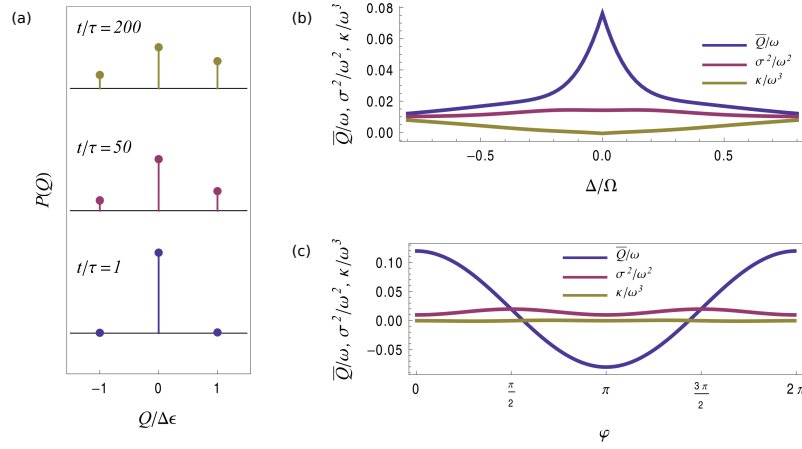 (a)
t/τ=200
t/τ=50
t/τ=1
P(Q)
−1 0 1
Q/Δϵ
(b)
Q̅/ω, σ²/ω², κ/ω³
0.08
0.06
0.04
0.02
0.00
Q̅/ω
σ²/ω²
κ/ω³
−0.5 0.0 0.5
Δ/Ω
(c)
Q̅/ω, σ²/ω², κ/ω³
0.10
0.05
0.00
−0.05
Q̅/ω
σ²/ω²
κ/ω³
0 π/2 π 3π/2 2π
φ